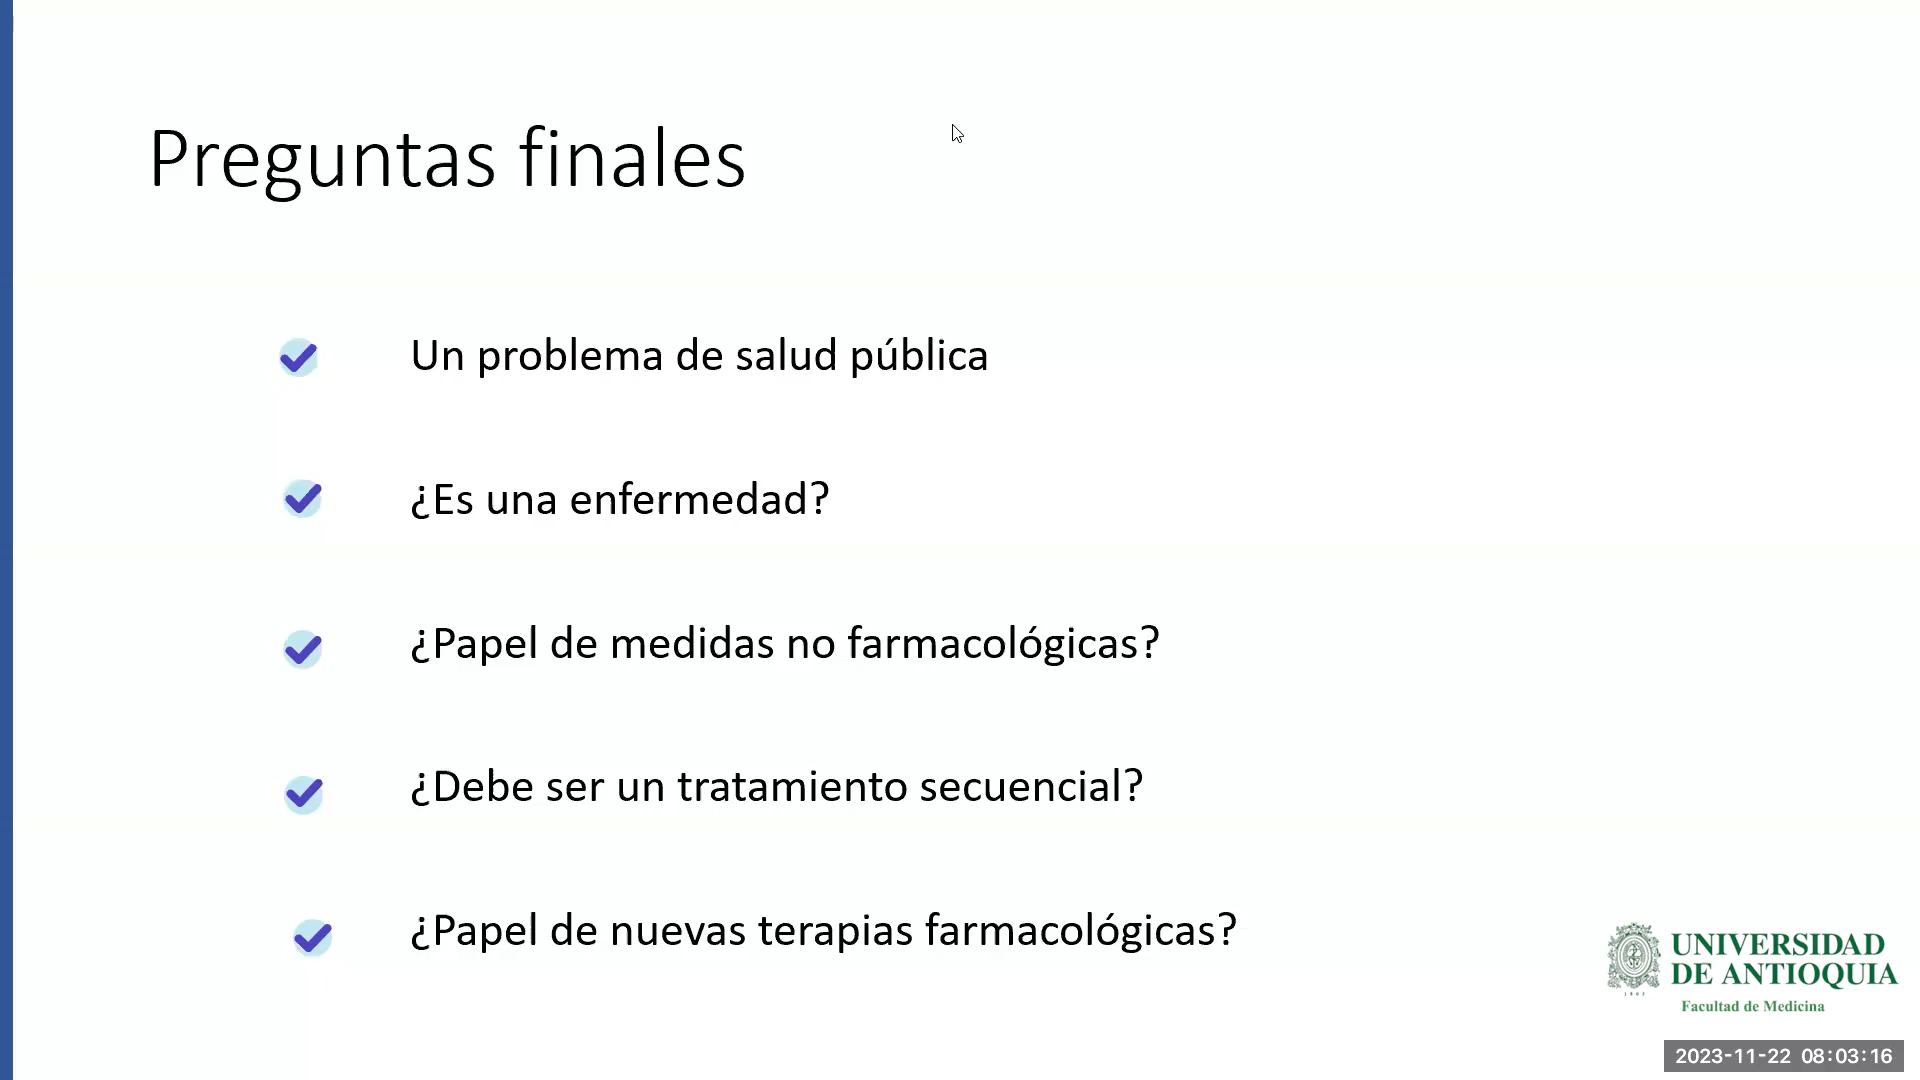 Preguntas finales
Un problema de salud pública
¿Es una enfermedad?
¿Papel de medidas no farmacológicas?
¿Debe ser un tratamiento secuencial?
¿Papel de nuevas terapias farmacológicas?
UNIVERSIDAD
DE ANTIOQUIA
1803
Facultad de Medicina
2023-11-22 08:03:16